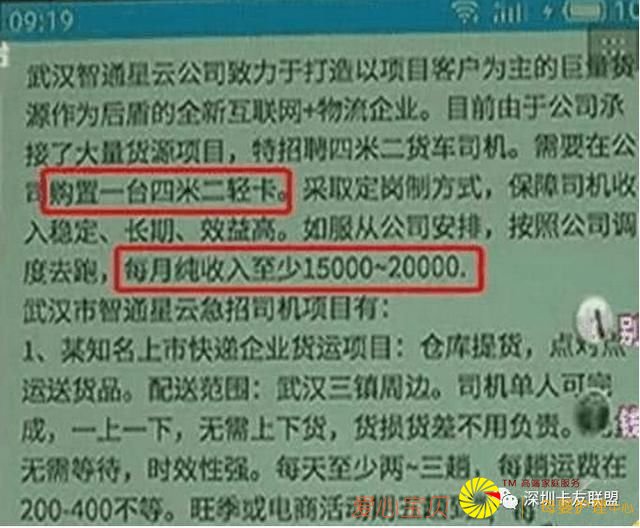 09:19
武汉智通星云公司致力于打造以项目客户为主的巨量货
源作为后盾的全新互联网+物流企业。目前由于公司承
接了大量货源项目,特招聘四米二货车司机。需要在公
司购置一台四米二轻卡。采取定岗制方式,保障司机收
入稳定、长期、效益高。如服从公司安排,按照公司调
度去跑,每月纯收入至少15000~20000.
武汉市智通星云急招司机项目有:
1、某知名上市快递企业货运项目:仓库提货,点对点
运送货品。配送范围:武汉三镇周边。司机单人可完
成,一上一下,无需上下货,货损货差不用负责。
无需等待,时效性强。每天至少两~三趟,每趟运费在
200-400不等
别
TM 高端家庭服务
深圳卡友联盟